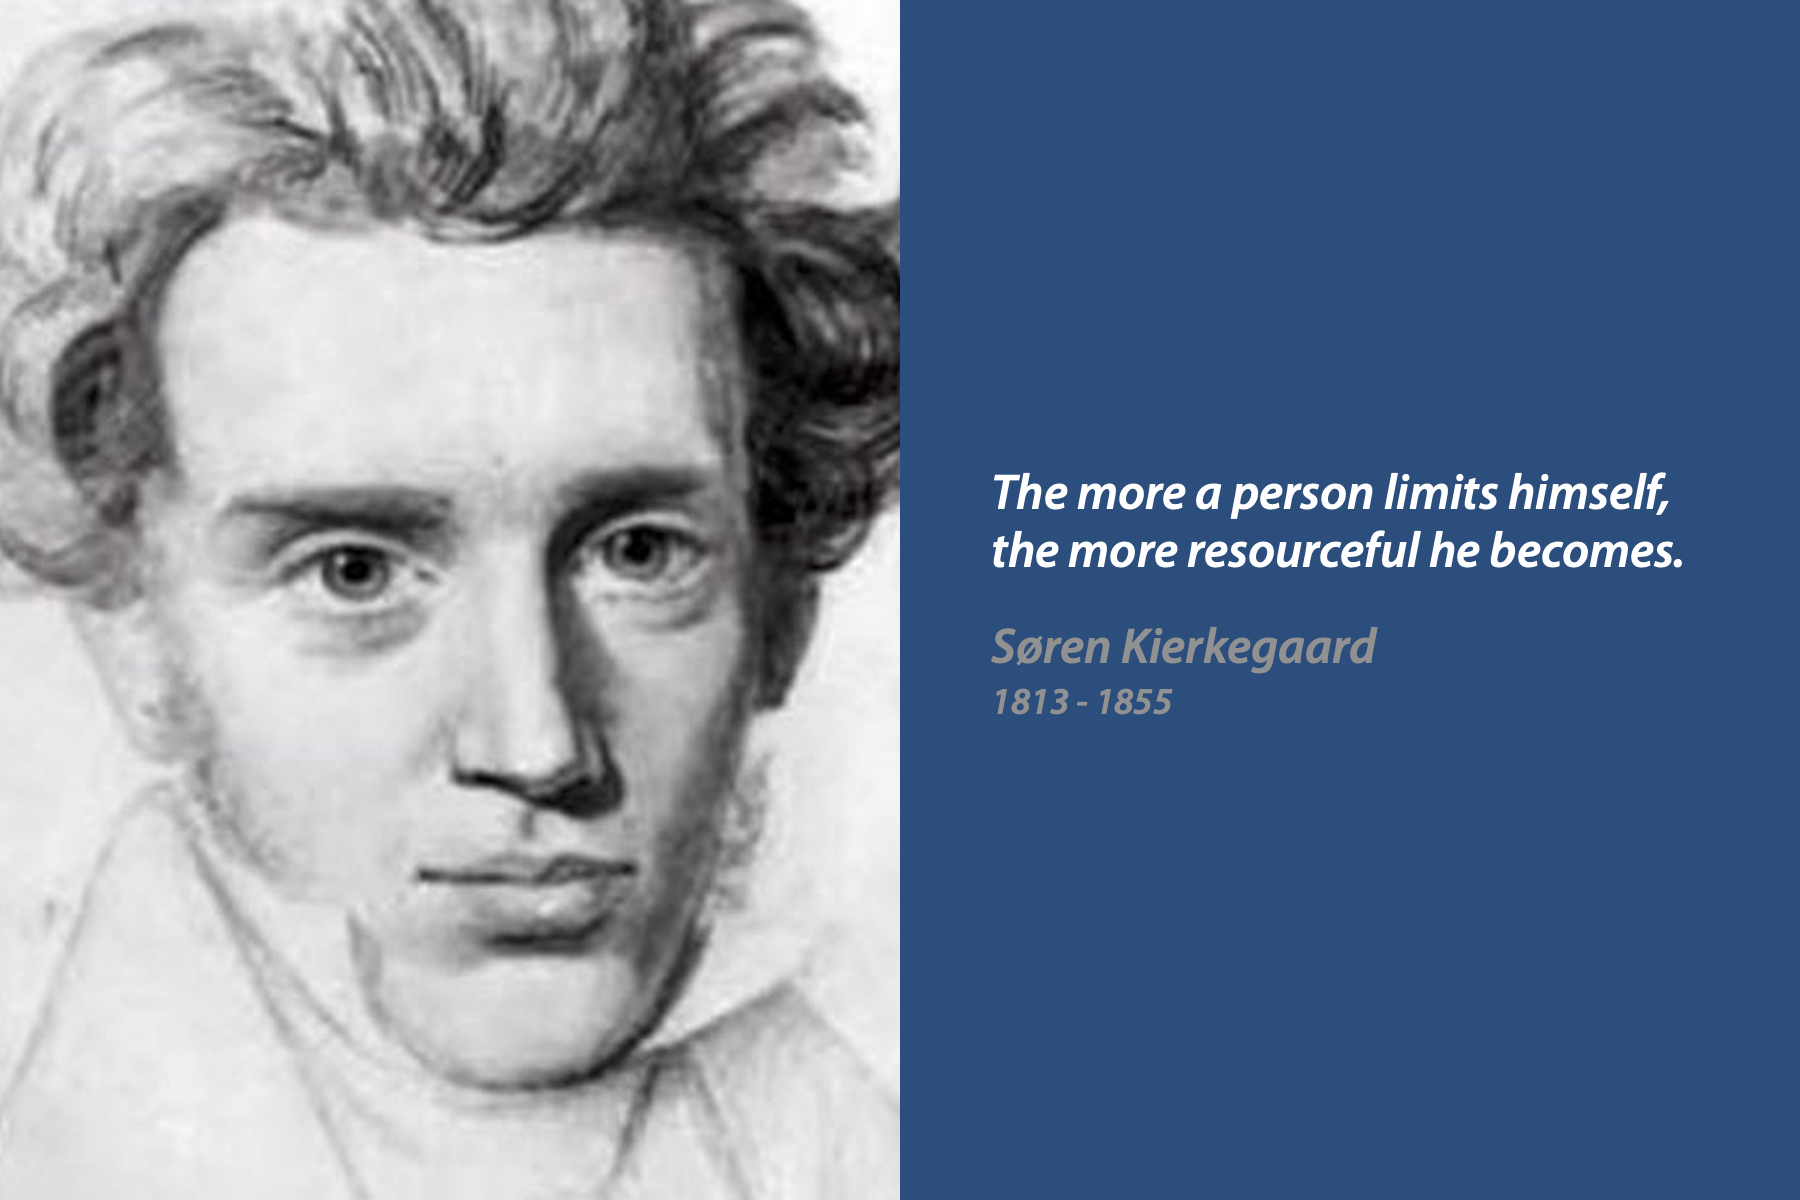 The more a person limits himself,
the more resourceful he becomes.
Søren Kierkegaard
1813 - 1855